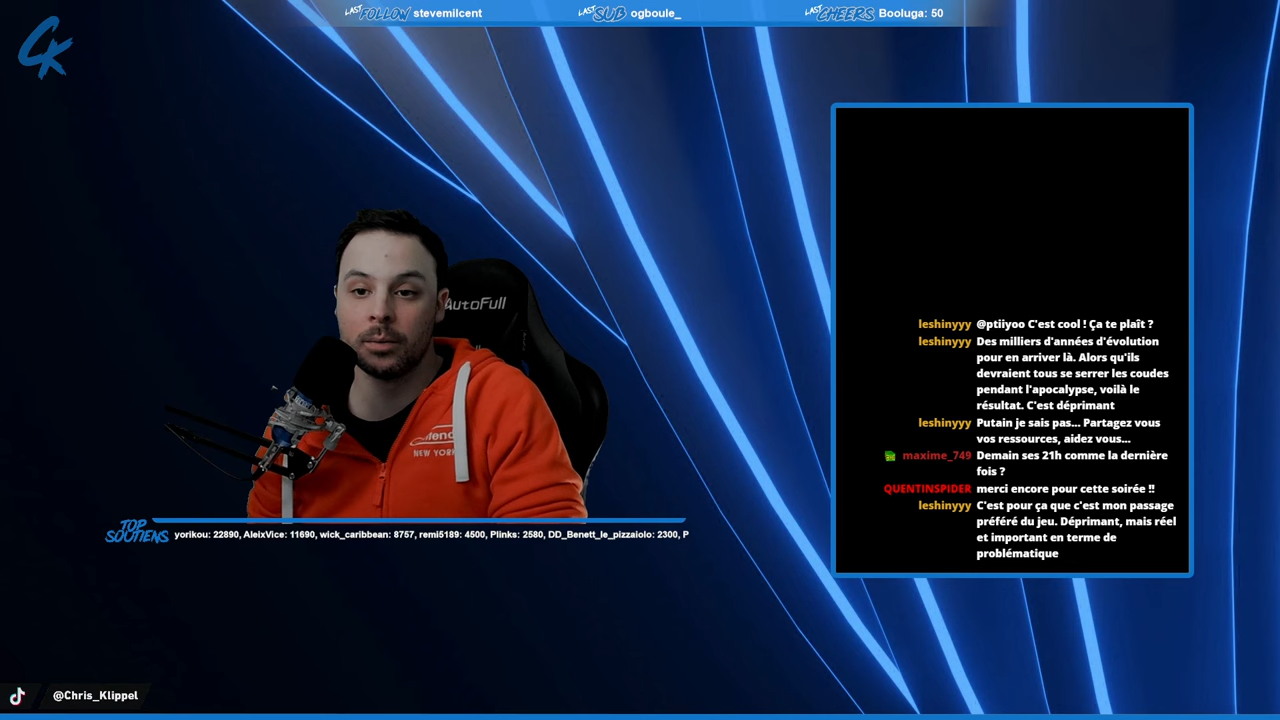 LAST FOLLOW stevemilcent
LAST SUB ogboule_
LAST CHEERS Booluga: 50
CK
AutoFull
NEW YORK
leshinyyy @ptiiyoo C'est cool ! Ça te plaît ?
leshinyyy Des milliers d'années d'évolution
pour en arriver là. Alors qu'ils
devraient tous se serrer les coudes
pendant l'apocalypse, voilà le
résultat. C'est déprimant
leshinyyy Putain je sais pas... Partagez vous
vos ressources, aidez vous...
maxime_749 Demain ses 21h comme la dernière
fois ?
QUENTINSPIDER merci encore pour cette soirée !!
leshinyyy C'est pour ça que c'est mon passage
préféré du jeu. Déprimant, mais réel
et important en terme de
problématique
TOP SOUTIENS
yorikou: 22890, AleixVice: 11690, wick_caribbean: 8757, remi5189: 4500, Plinks: 2580, DD_Benett_le_pizzaiolo: 2300, P
@Chris_Klippel